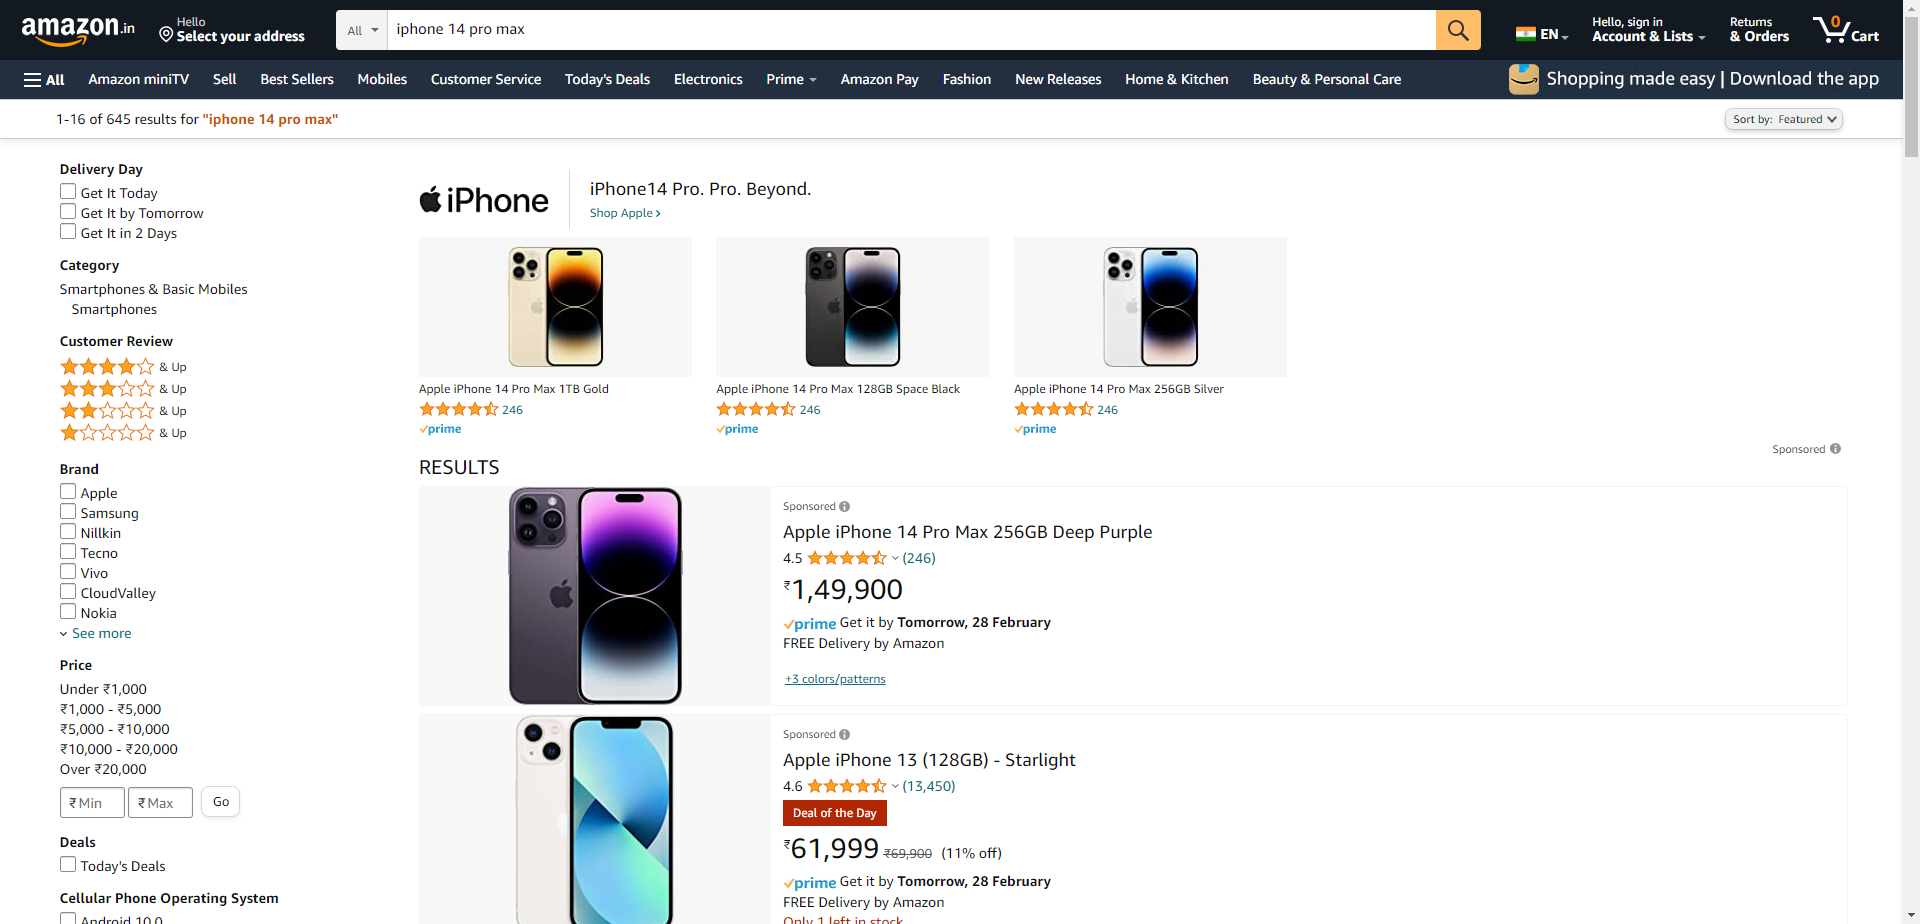 amazon.in
Hello
Select your address
All
iphone 14 pro max
EN
Hello, sign in
Account & Lists
Returns
& Orders
0
Cart
All
Amazon miniTV
Sell
Best Sellers
Mobiles
Customer Service
Today's Deals
Electronics
Prime
Amazon Pay
Fashion
New Releases
Home & Kitchen
Beauty & Personal Care
Shopping made easy | Download the app
1-16 of 645 results for "iphone 14 pro max"
Sort by: Featured
Delivery Day
Get It Today
Get It by Tomorrow
Get It in 2 Days
Category
Smartphones & Basic Mobiles
Smartphones
Customer Review
& Up
& Up
& Up
& Up
Brand
Apple
Samsung
Nillkin
Tecno
Vivo
CloudValley
Nokia
See more
Price
Under ₹1,000
₹1,000 - ₹5,000
₹5,000 - ₹10,000
₹10,000 - ₹20,000
Over ₹20,000
₹ Min
₹ Max
Go
Deals
Today's Deals
Cellular Phone Operating System
Android 10.0
iPhone
iPhone14 Pro. Pro. Beyond.
Shop Apple ›
Apple iPhone 14 Pro Max 1TB Gold
246
prime
Apple iPhone 14 Pro Max 128GB Space Black
246
prime
Apple iPhone 14 Pro Max 256GB Silver
246
prime
Sponsored
RESULTS
Sponsored
Apple iPhone 14 Pro Max 256GB Deep Purple
4.5 (246)
₹1,49,900
prime Get it by Tomorrow, 28 February
FREE Delivery by Amazon
+3 colors/patterns
Sponsored
Apple iPhone 13 (128GB) - Starlight
4.6 (13,450)
Deal of the Day
₹61,999 ₹69,900 (11% off)
prime Get it by Tomorrow, 28 February
FREE Delivery by Amazon
Only 1 left in stock